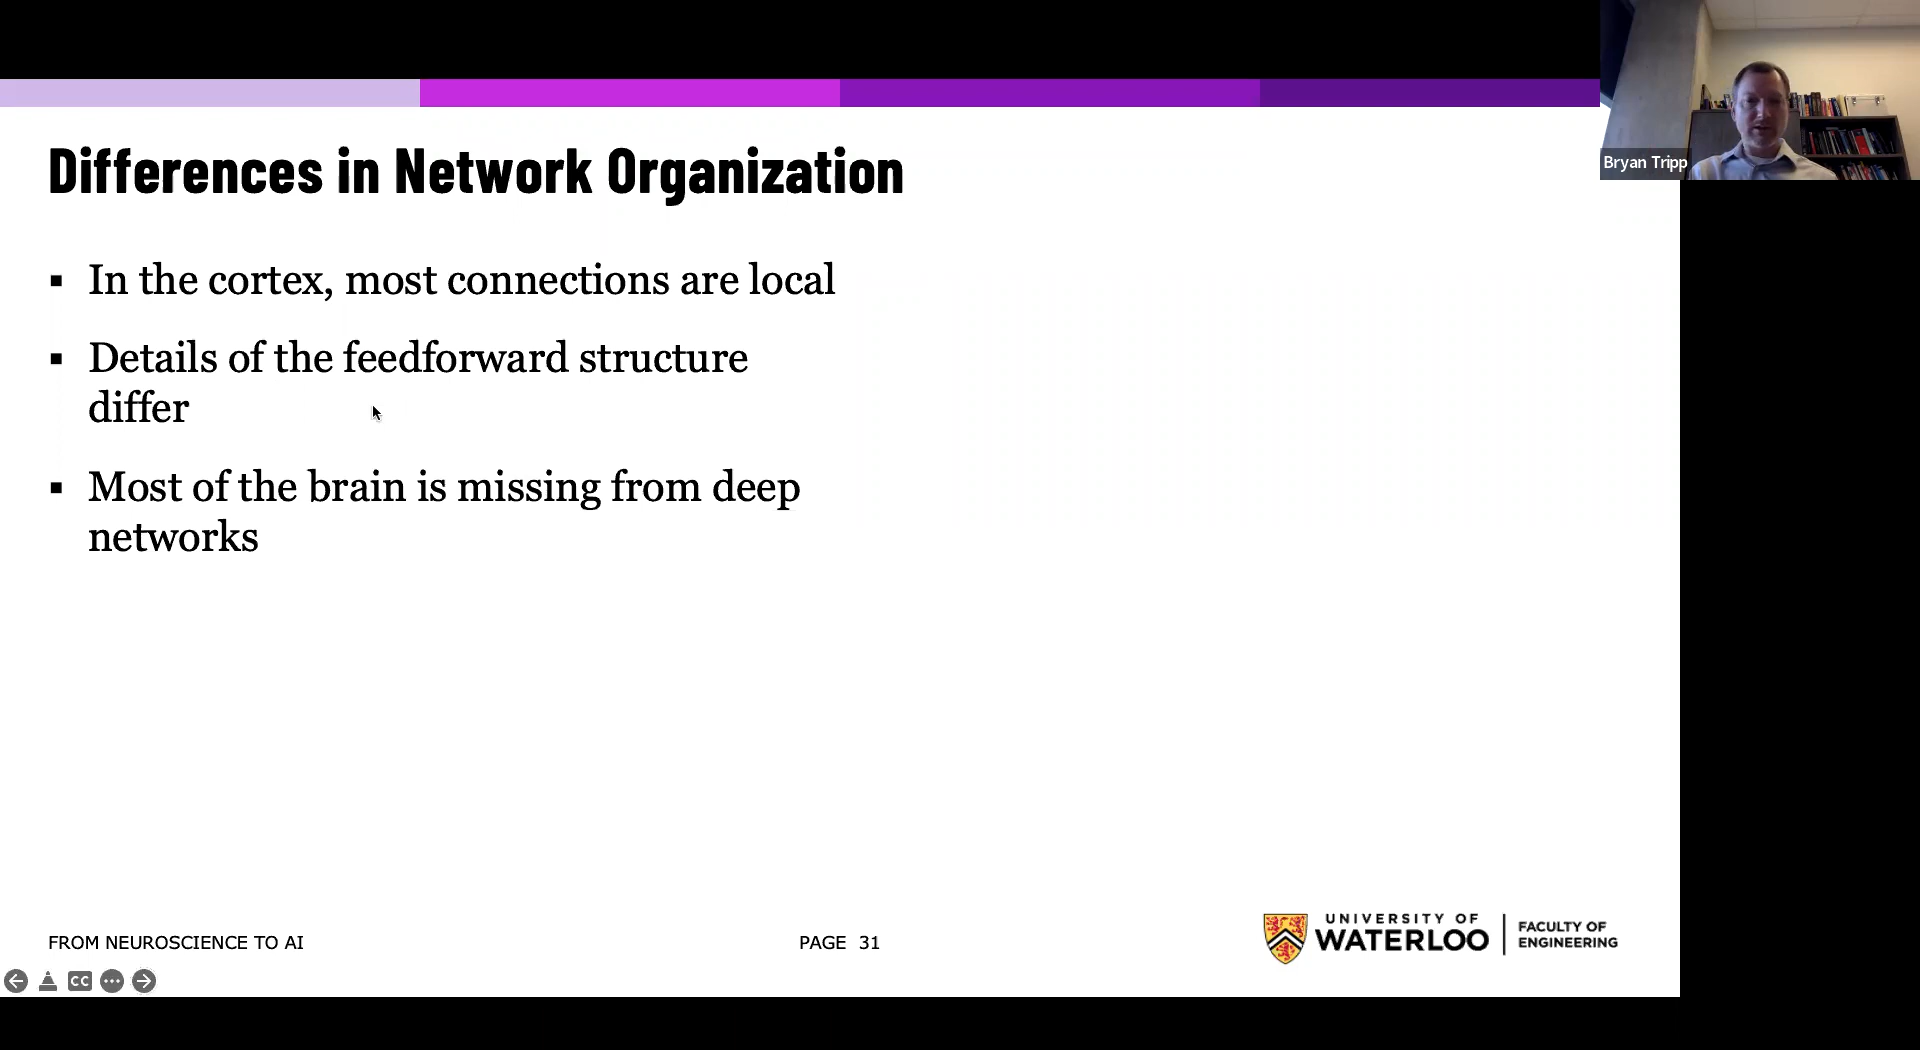 Bryan Tripp
Differences in Network Organization
▪ In the cortex, most connections are local
▪ Details of the feedforward structure
differ
▪ Most of the brain is missing from deep
networks
FROM NEUROSCIENCE TO AI
PAGE 31
UNIVERSITY OF
WATERLOO
FACULTY OF
ENGINEERING
CC